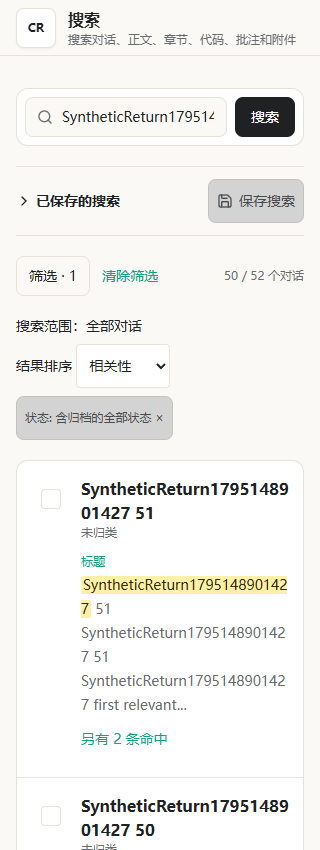 CR
搜索
搜索对话、正文、章节、代码、批注和附件
SyntheticReturn179514
搜索
已保存的搜索
保存搜索
筛选 · 1
清除筛选
50 / 52 个对话
搜索范围：全部对话
结果排序
相关性
状态: 含归档的全部状态 ×
SyntheticReturn17951489
01427 51
未归类
标题
SyntheticReturn179514890142
7 51
SyntheticReturn179514890142
7 51
SyntheticReturn179514890142
7 first relevant...
另有 2 条命中
SyntheticReturn17951489
01427 50
未归类